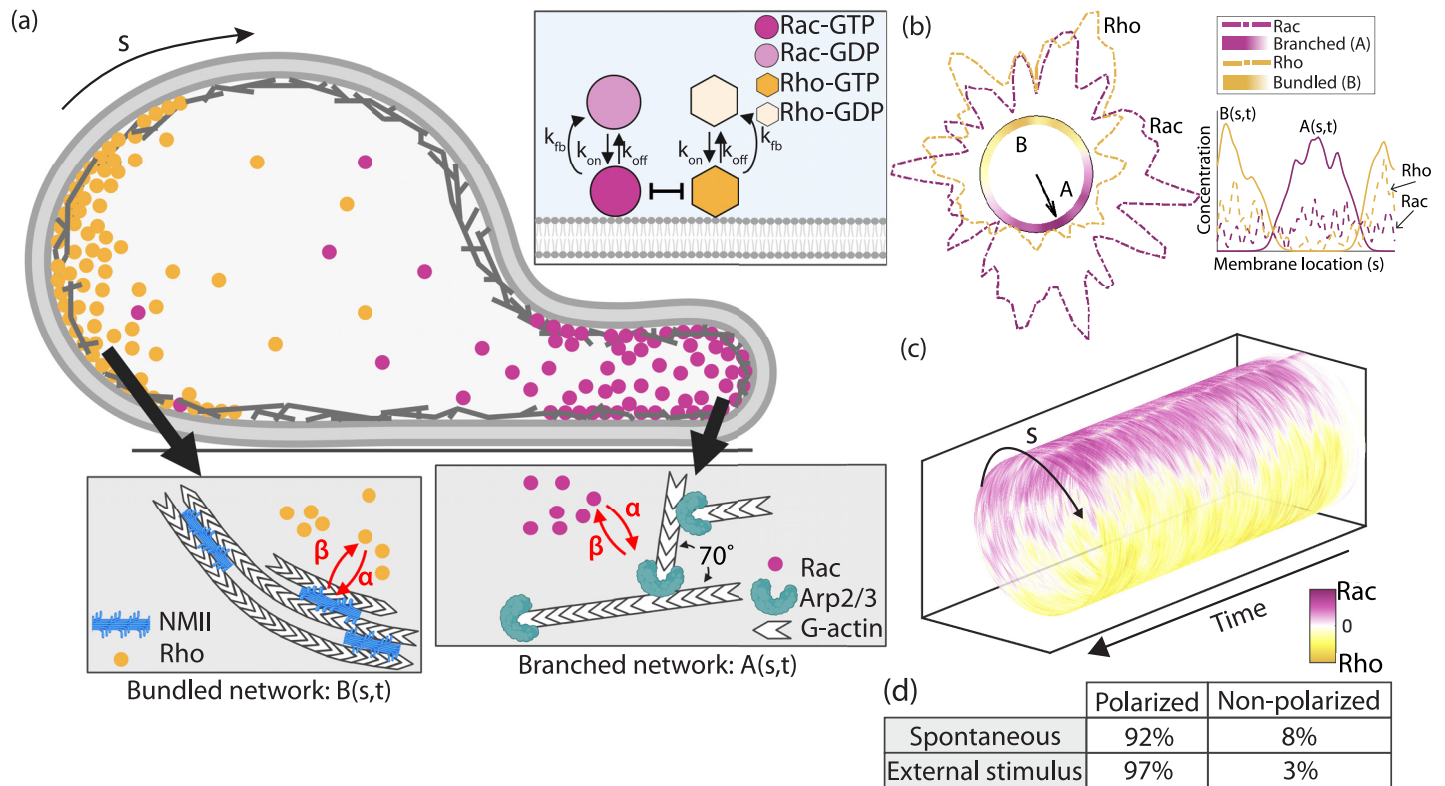 (a)
S
Rac-GTP
Rac-GDP
Rho-GTP
Rho-GDP
k_fb
k_on
k_off
k_on
k_off
k_fb
β
α
NMII
Rho
Bundled network: B(s,t)
α
β
70°
Rac
Arp2/3
G-actin
Branched network: A(s,t)
(b)
Rho
Rac
B
A
Rac
Branched (A)
Rho
Bundled (B)
B(s,t)
A(s,t)
Rho
Rac
Concentration
Membrane location (s)
(c)
S
Time
Rac
0
Rho
(d)
Polarized Non-polarized
Spontaneous 92% 8%
External stimulus 97% 3%